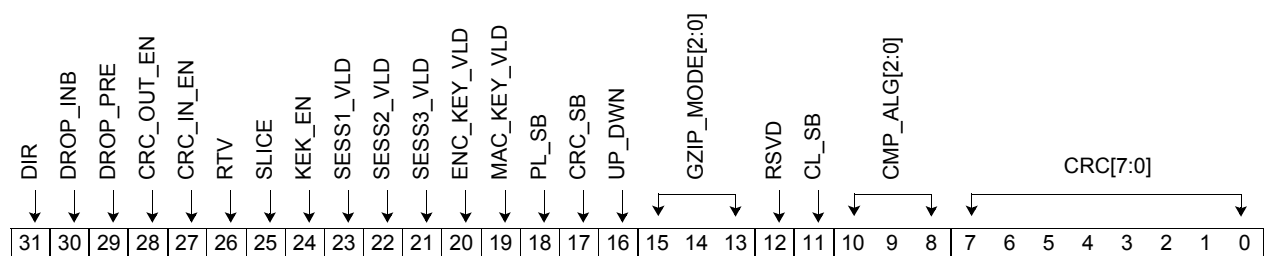 DIR
DROP_INB
DROP_PRE
CRC_OUT_EN
CRC_IN_EN
RTV
SLICE
KEK_EN
SESS1_VLD
SESS2_VLD
SESS3_VLD
ENC_KEY_VLD
MAC_KEY_VLD
PL_SB
CRC_SB
UP_DWN
GZIP_MODE[2:0]
RSVD
CL_SB
CMP_ALG[2:0]
CRC[7:0]
31 30 29 28 27 26 25 24 23 22 21 20 19 18 17 16 15 14 13 12 11 10 9 8 7 6 5 4 3 2 1 0